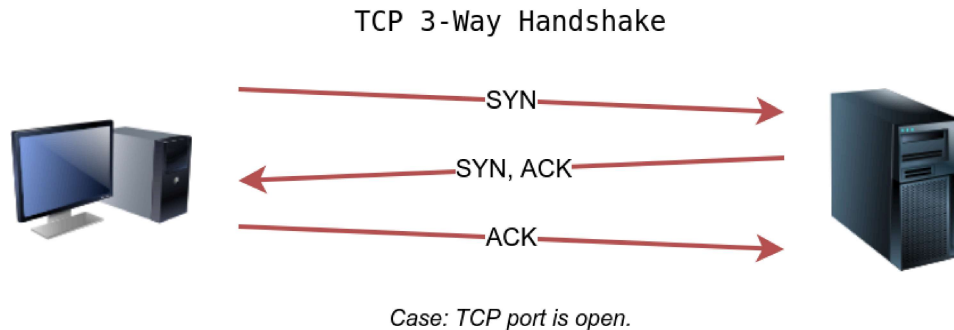 TCP 3-Way Handshake
SYN
SYN, ACK
ACK
Case: TCP port is open.